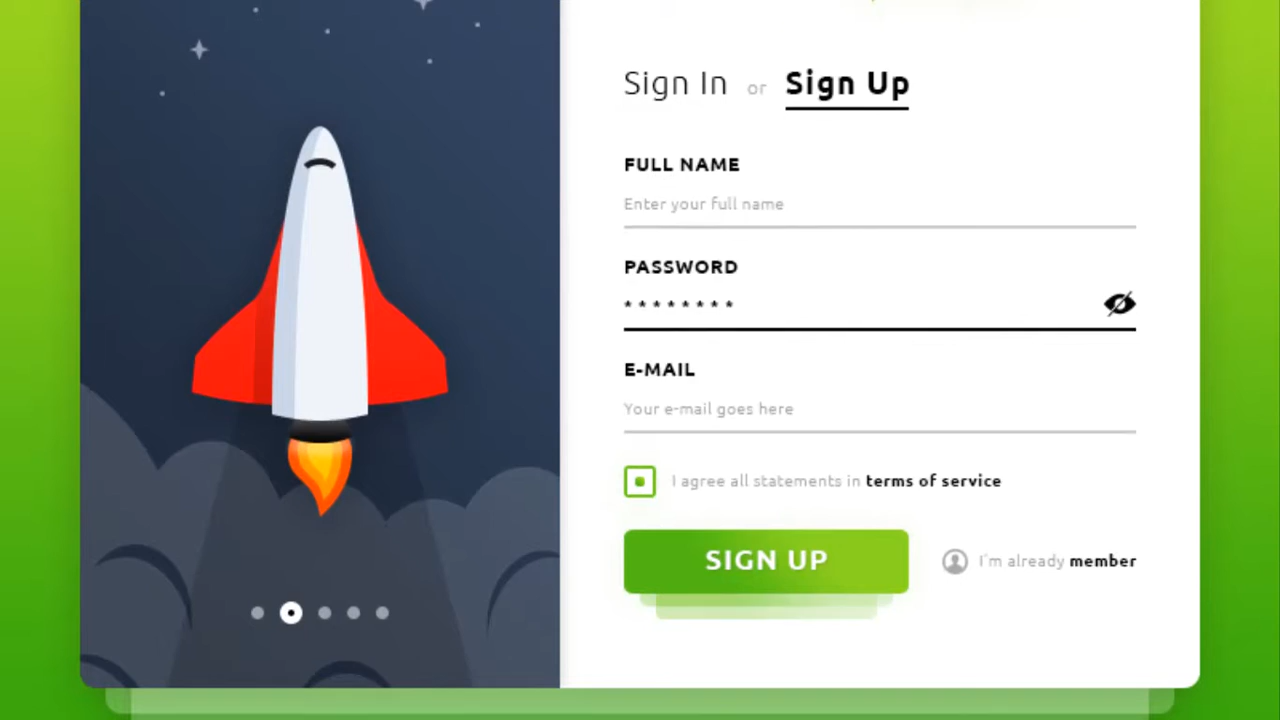 Sign In or Sign Up
FULL NAME
Enter your full name
PASSWORD
********
E-MAIL
Your e-mail goes here
I agree all statements in terms of service
SIGN UP
I'm already member